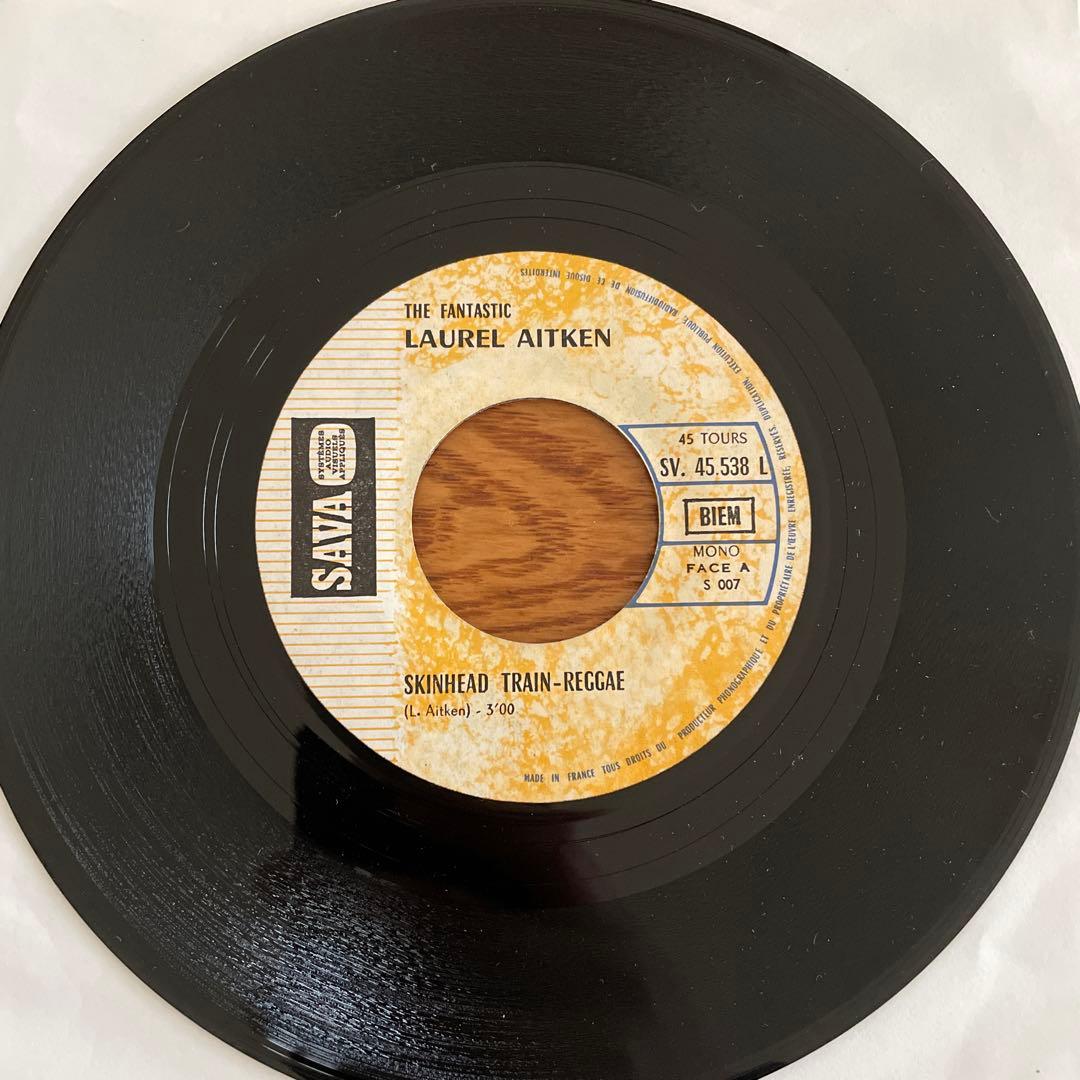 THE FANTASTIC
LAUREL AITKEN
SAVA
SYSTÈMES
AUDIO
VISUELS
APPLIQUÉS
45 TOURS
SV. 45.538 L
BIEM
MONO
FACE A
S 007
SKINHEAD TRAIN-REGGAE
(L. Aitken) - 3'00
MADE IN FRANCE TOUS DROITS DU PRODUCTEUR PHONOGRAPHIQUE ET DU PROPRIÉTAIRE DE L'ŒUVRE ENREGISTRÉE, RÉSERVÉS, DUPLICATION, EXÉCUTION PUBLIQUE, RADIODIFFUSION DE CE DISQUE INTERDITES